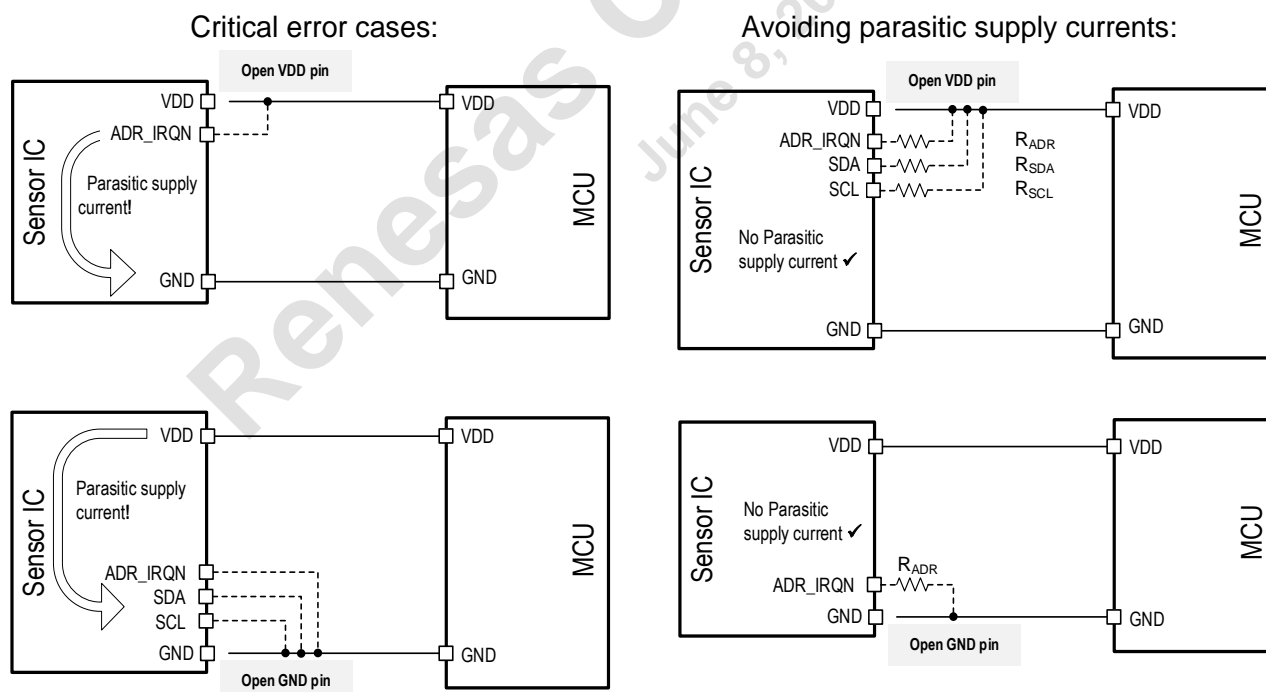 Critical error cases:
Open VDD pin
VDD
ADR_IRQN
Sensor IC
Parasitic supply
current!
GND
VDD
MCU
GND
Avoiding parasitic supply currents:
Open VDD pin
VDD
ADR_IRQN
SDA
SCL
RADR
RSDA
RSCL
Sensor IC
No Parasitic
supply current ✓
GND
VDD
MCU
GND
VDD
Sensor IC
Parasitic supply
current!
ADR_IRQN
SDA
SCL
GND
Open GND pin
VDD
MCU
GND
VDD
Sensor IC
No Parasitic
supply current ✓
RADR
ADR_IRQN
GND
Open GND pin
VDD
MCU
GND
Renesas
June 8,